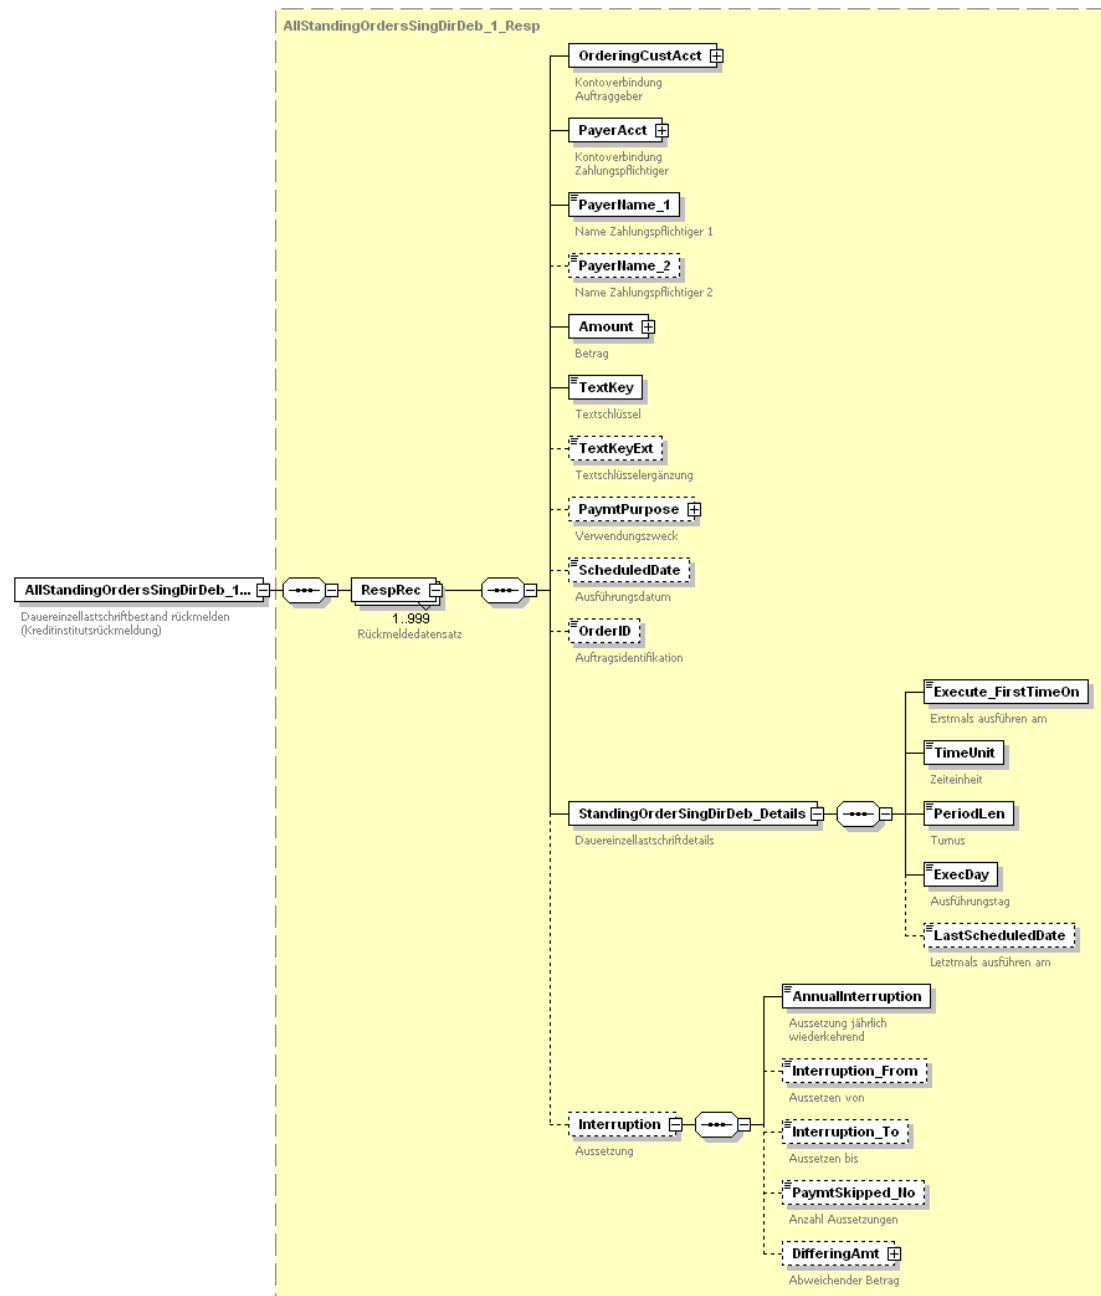 AllStandingOrdersSingDirDeb_1_Resp
OrderingCustAcct
Kontoverbindung
Auftraggeber
PayerAcct
Kontoverbindung
Zahlungspflichtiger
PayerName_1
Name Zahlungspflichtiger 1
PayerName_2
Name Zahlungspflichtiger 2
Amount
Betrag
TextKey
Textschlüssel
TextKeyExt
Textschlüsselergänzung
PaymtPurpose
Verwendungszweck
ScheduledDate
Ausführungsdatum
OrderID
Auftragsidentifikation
AllStandingOrdersSingDirDeb_1...
Dauereinzellastschriftbestand rückmelden
(Kreditinstitutsrückmeldung)
RespRec
1..999
Rückmeldedatensatz
StandingOrderSingDirDeb_Details
Dauereinzellastschriftdetails
Execute_FirstTimeOn
Erstmals ausführen am
TimeUnit
Zeiteinheit
PeriodLen
Turnus
ExecDay
Ausführungstag
LastScheduledDate
Letztmals ausführen am
Interruption
Aussetzung
AnnualInterruption
Aussetzung jährlich
wiederkehrend
Interruption_From
Aussetzen von
Interruption_To
Aussetzen bis
PaymtSkipped_No
Anzahl Aussetzungen
DifferingAmt
Abweichender Betrag